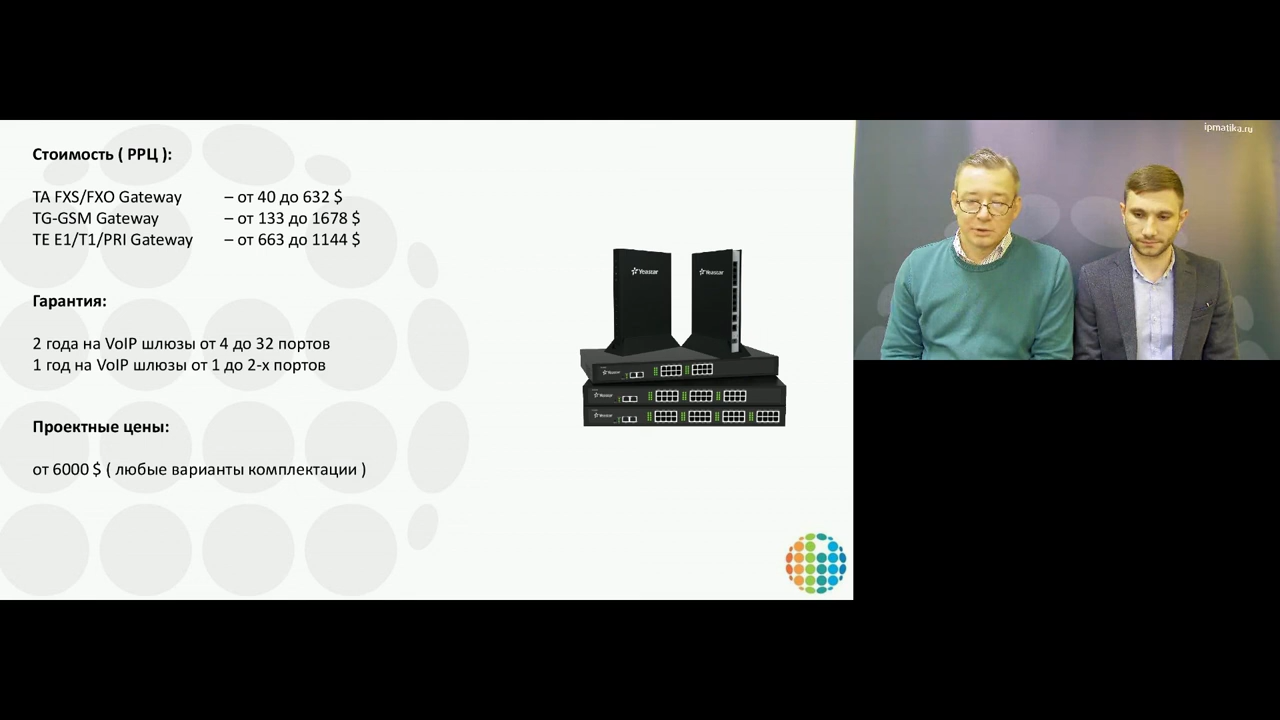 Стоимость ( РРЦ ):
TA FXS/FXO Gateway – от 40 до 632 $
TG-GSM Gateway – от 133 до 1678 $
TE E1/T1/PRI Gateway – от 663 до 1144 $
Гарантия:
2 года на VoIP шлюзы от 4 до 32 портов
1 год на VoIP шлюзы от 1 до 2-х портов
Проектные цены:
от 6000 $ ( любые варианты комплектации )
Yeastar
Yeastar
Yeastar
Yeastar
Yeastar
ipmatika.ru